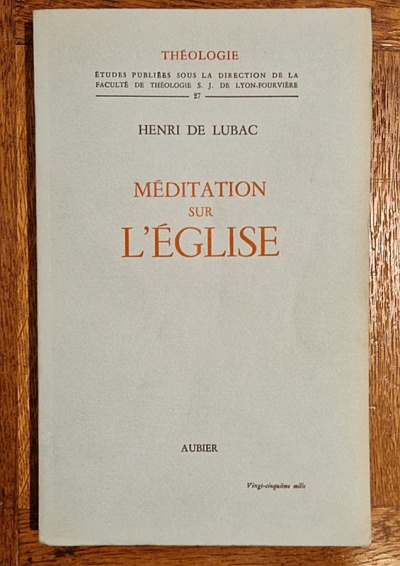 THÉOLOGIE
ÉTUDES PUBLIÉES SOUS LA DIRECTION DE LA
FACULTÉ DE THÉOLOGIE S. J. DE LYON-FOURVIÈRE
27
HENRI DE LUBAC
MÉDITATION
SUR
L'ÉGLISE
AUBIER
Vingt-cinquième mille